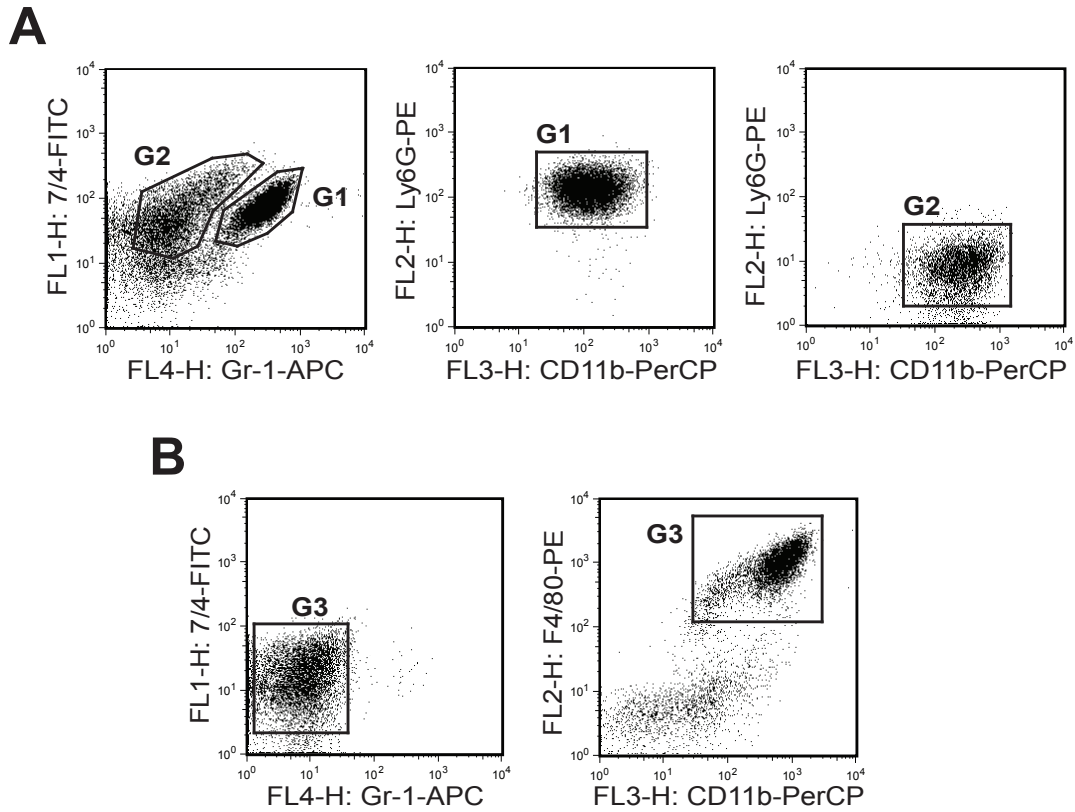 A
FL1-H: 7/4-FITC
10⁴
10³
10²
10¹
10⁰
G2
G1
10⁰ 10¹ 10² 10³ 10⁴
FL4-H: Gr-1-APC
FL2-H: Ly6G-PE
10⁴
10³
10²
10¹
10⁰
G1
10⁰ 10¹ 10² 10³ 10⁴
FL3-H: CD11b-PerCP
FL2-H: Ly6G-PE
10⁴
10³
10²
10¹
10⁰
G2
10⁰ 10¹ 10² 10³ 10⁴
FL3-H: CD11b-PerCP
B
FL1-H: 7/4-FITC
10⁴
10³
10²
10¹
10⁰
G3
10⁰ 10¹ 10² 10³ 10⁴
FL4-H: Gr-1-APC
FL2-H: F4/80-PE
10⁴
10³
10²
10¹
10⁰
G3
10⁰ 10¹ 10² 10³ 10⁴
FL3-H: CD11b-PerCP